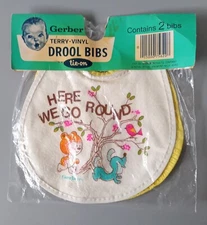 Gerber
TERRY-VINYL
DROOL BIBS
tie-on
Contains 2 bibs
HERE
WE GO ROUND